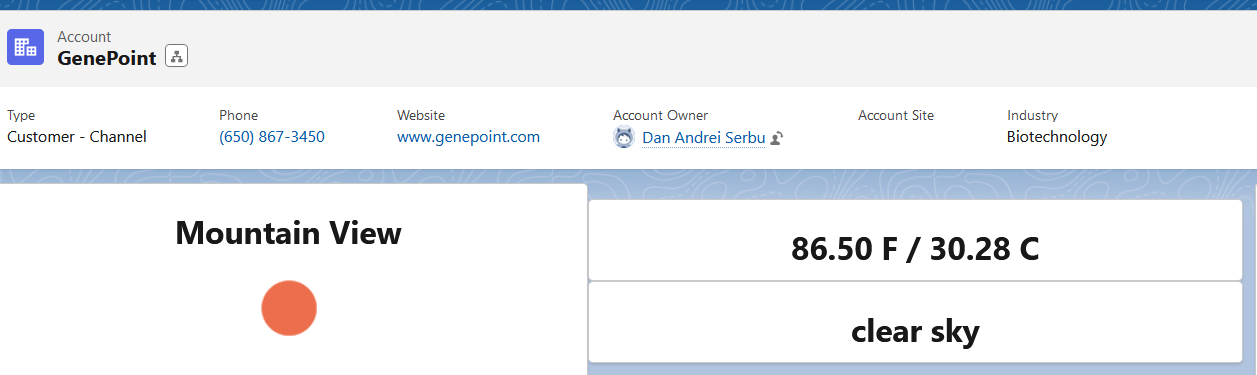 Account
GenePoint
Type
Customer - Channel
Phone
(650) 867-3450
Website
www.genepoint.com
Account Owner
Dan Andrei Serbu
Account Site
Industry
Biotechnology
Mountain View
86.50 F / 30.28 C
clear sky